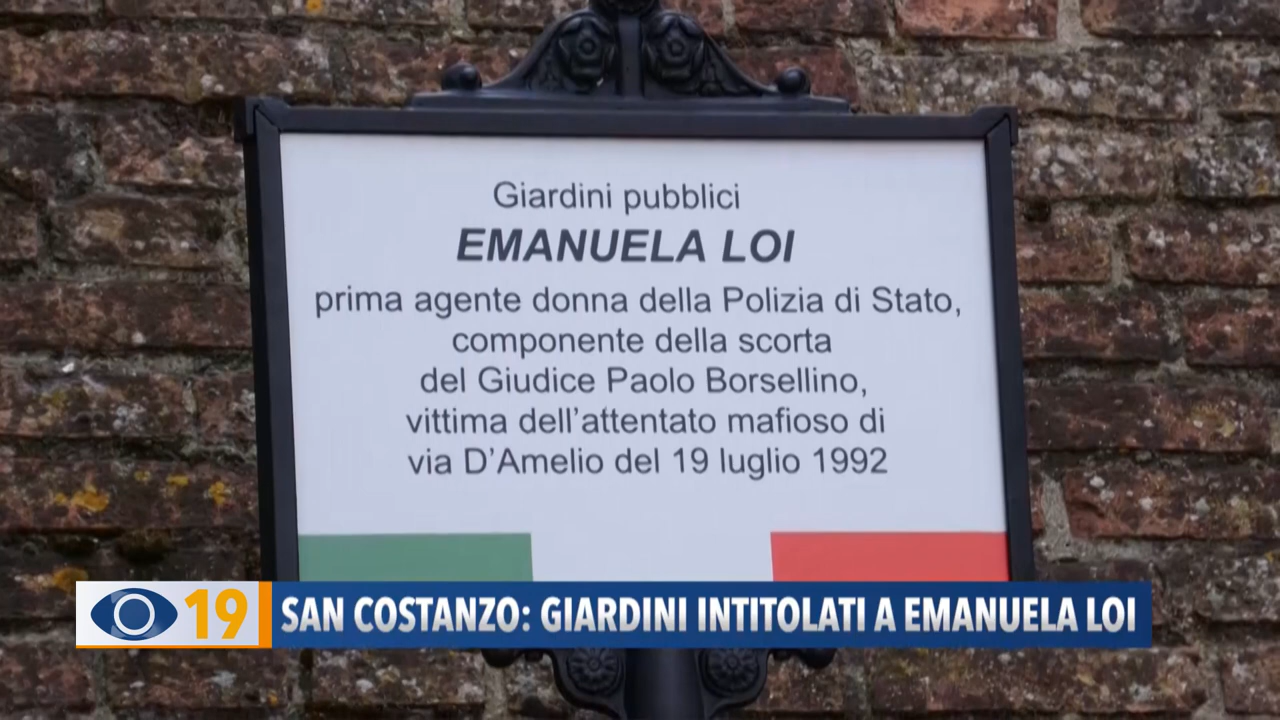 Giardini pubblici
EMANUELA LOI
prima agente donna della Polizia di Stato,
componente della scorta
del Giudice Paolo Borsellino,
vittima dell'attentato mafioso di
via D'Amelio del 19 luglio 1992
19 SAN COSTANZO: GIARDINI INTITOLATI A EMANUELA LOI